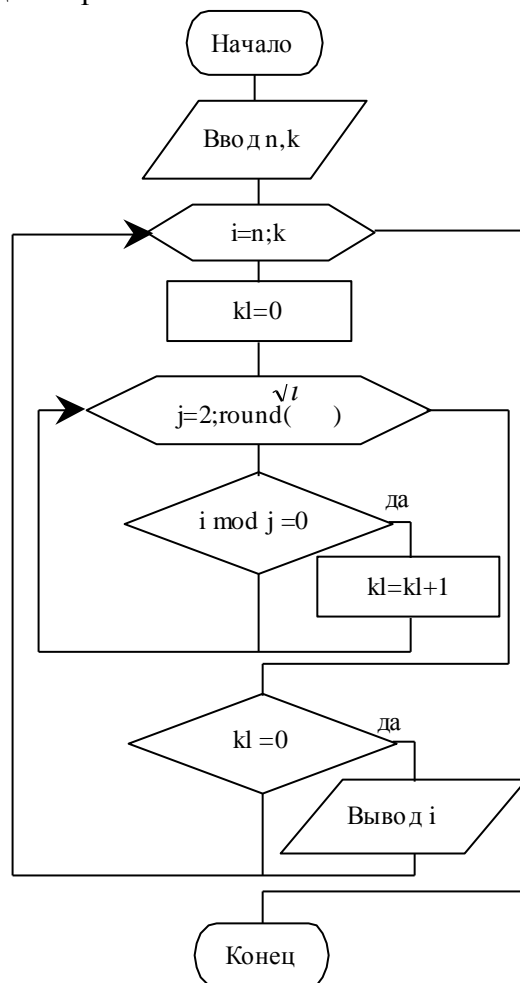 Начало
Ввод n,k
i=n;k
kl=0
j=2;round(√i)
i mod j =0
да
kl=kl+1
kl =0
да
Вывод i
Конец